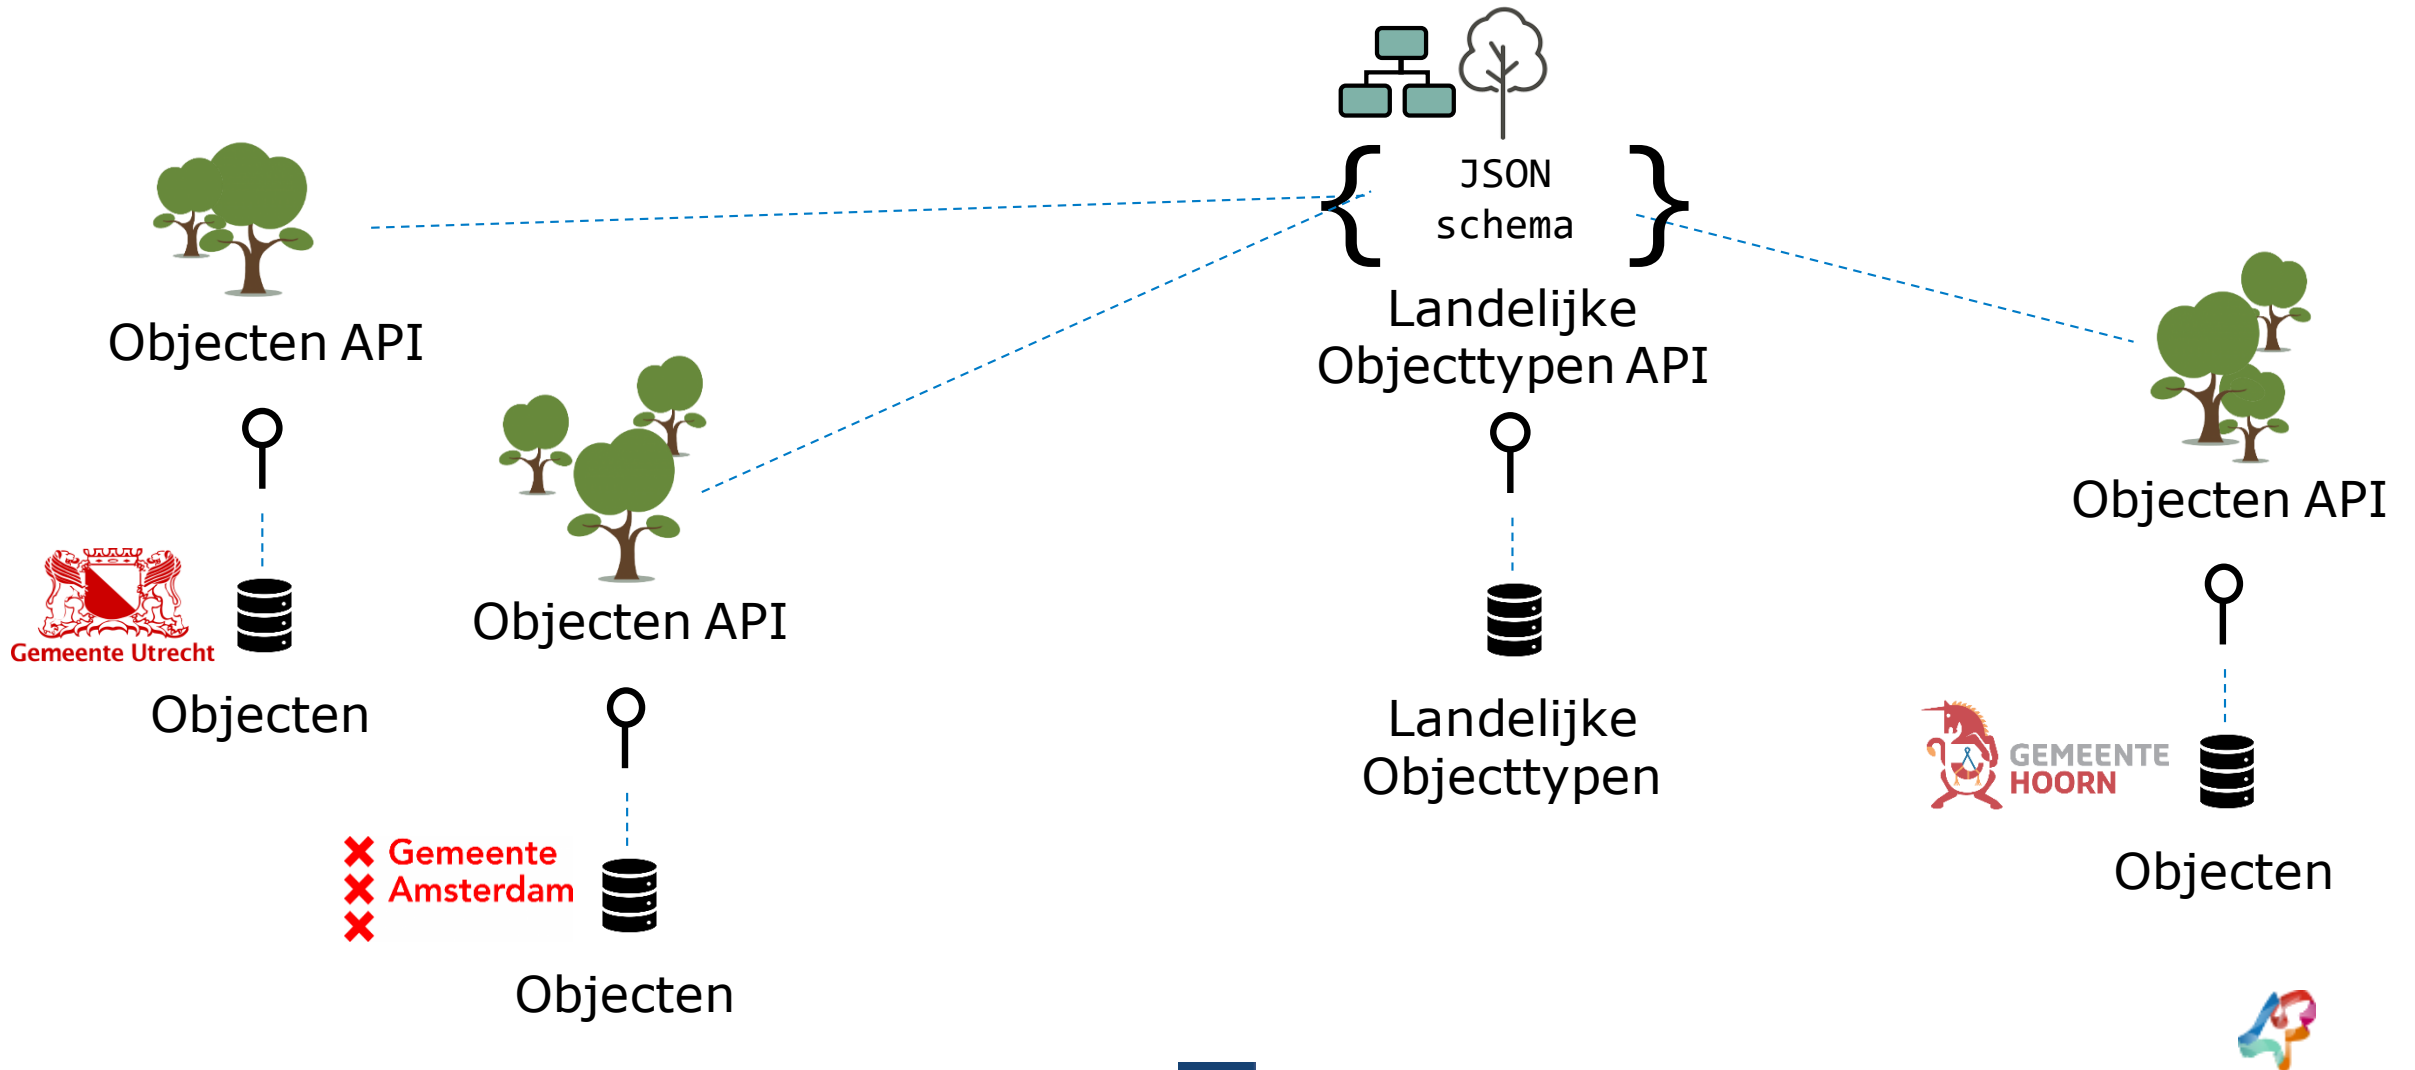 { JSON }
schema
Landelijke
Objecttypen API
Objecten API
Objecten API
Objecten API
Gemeente Utrecht
Objecten
Landelijke
Objecttypen
GEMEENTE
HOORN
Gemeente
Amsterdam
Objecten
Objecten